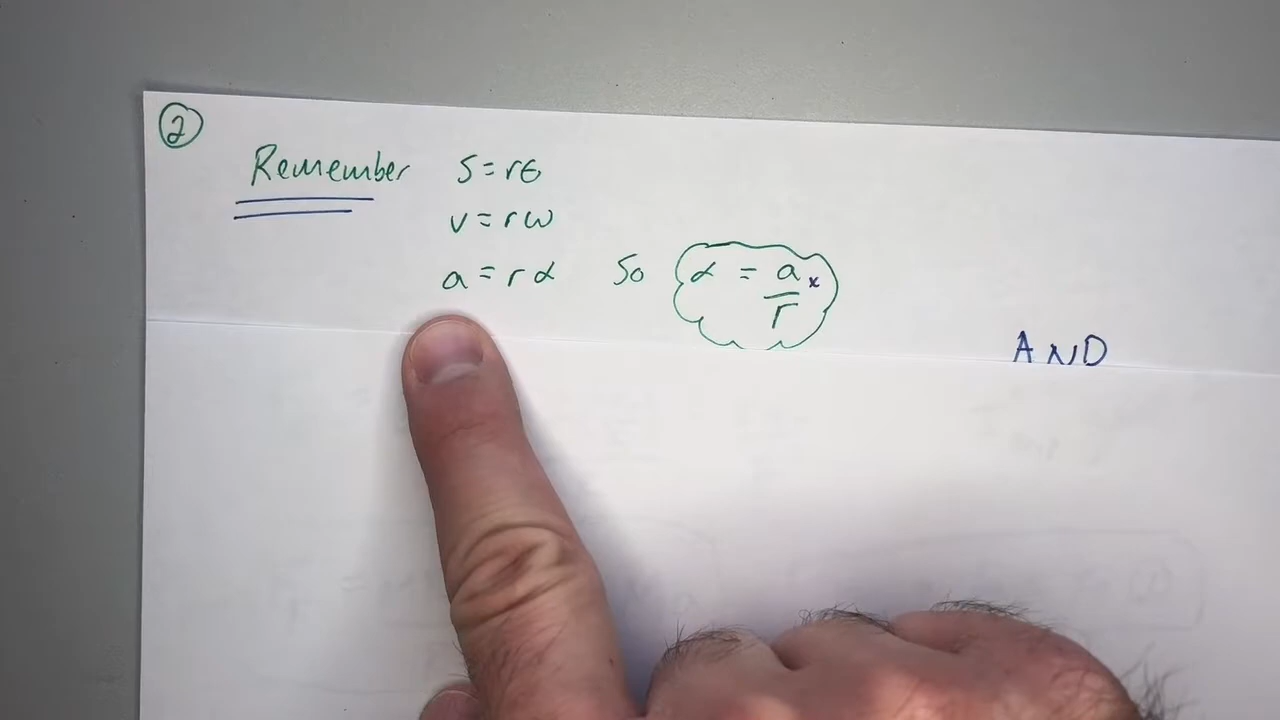 ②
Remember s = rθ
v = rω
a = rα So α = aₓ/r
AND